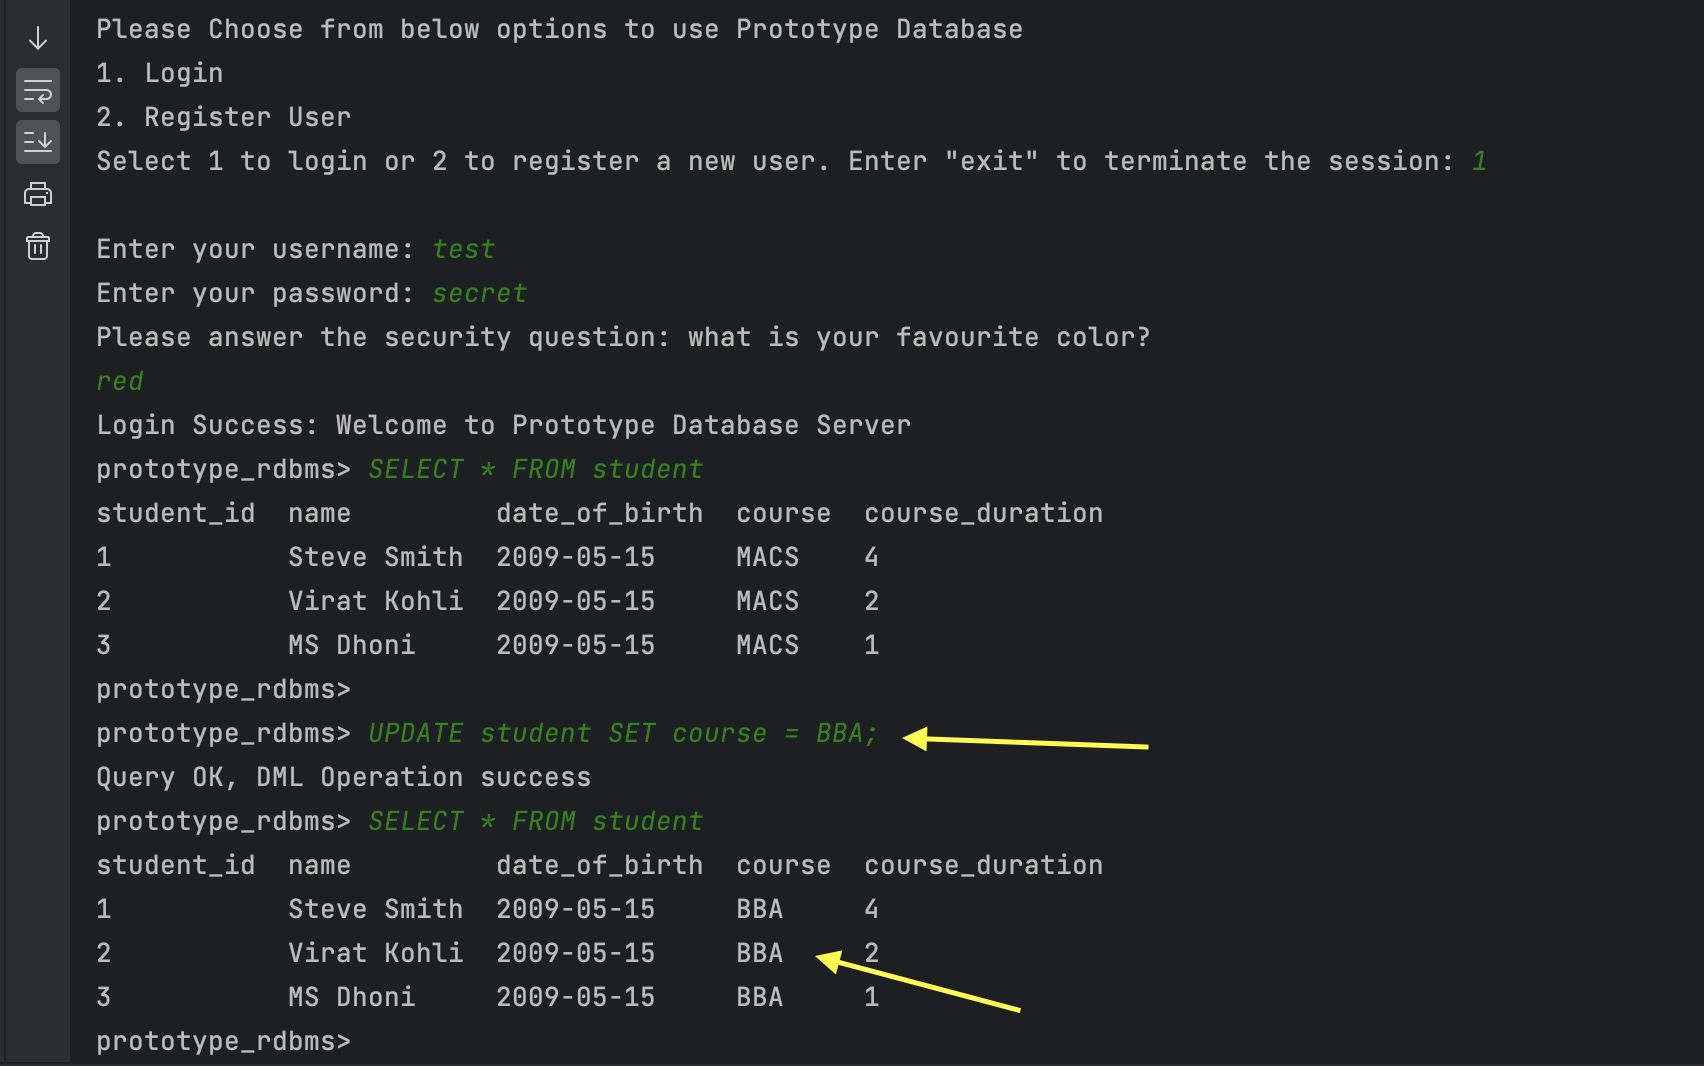 Please Choose from below options to use Prototype Database
1. Login
2. Register User
Select 1 to login or 2 to register a new user. Enter "exit" to terminate the session: 1
Enter your username: test
Enter your password: secret
Please answer the security question: what is your favourite color?
red
Login Success: Welcome to Prototype Database Server
prototype_rdbms> SELECT * FROM student
student_id  name         date_of_birth  course  course_duration
1           Steve Smith  2009-05-15     MACS    4
2           Virat Kohli  2009-05-15     MACS    2
3           MS Dhoni     2009-05-15     MACS    1
prototype_rdbms>
prototype_rdbms> UPDATE student SET course = BBA;
Query OK, DML Operation success
prototype_rdbms> SELECT * FROM student
student_id  name         date_of_birth  course  course_duration
1           Steve Smith  2009-05-15     BBA     4
2           Virat Kohli  2009-05-15     BBA     2
3           MS Dhoni     2009-05-15     BBA     1
prototype_rdbms>